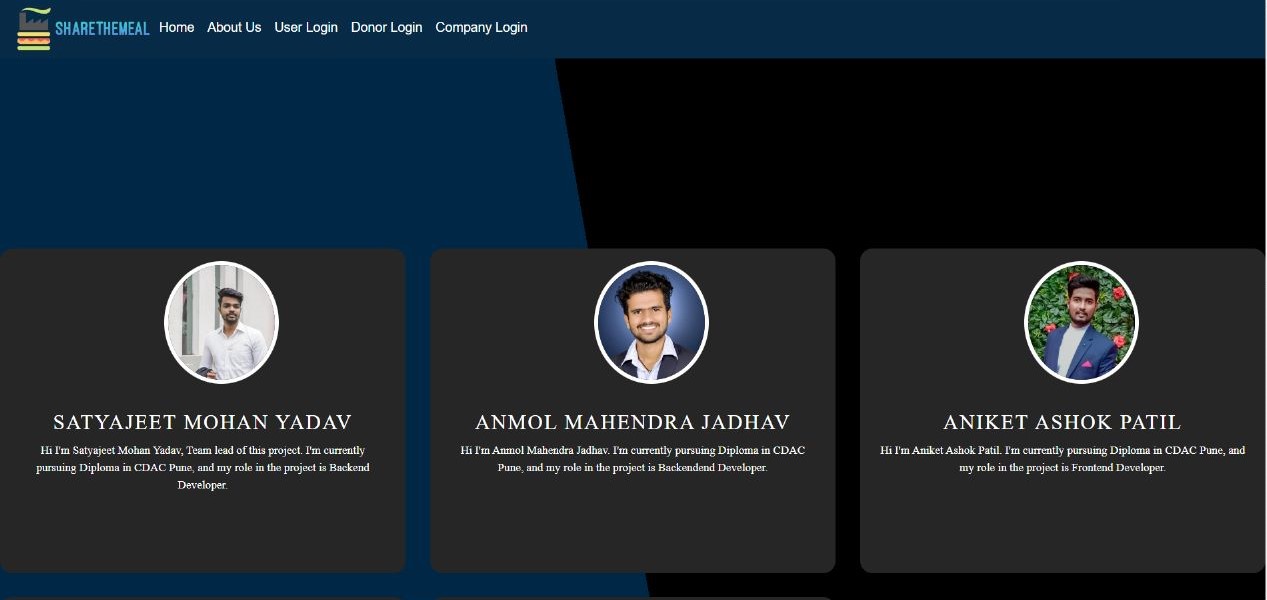 SHARETHEMEAL Home About Us User Login Donor Login Company Login
SATYAJEET MOHAN YADAV
Hi I'm Satyajeet Mohan Yadav, Team lead of this project. I'm currently
pursuing Diploma in CDAC Pune, and my role in the project is Backend
Developer.
ANMOL MAHENDRA JADHAV
Hi I'm Anmol Mahendra Jadhav. I'm currently pursuing Diploma in CDAC
Pune, and my role in the project is Backendend Developer.
ANIKET ASHOK PATIL
Hi I'm Aniket Ashok Patil. I'm currently pursuing Diploma in CDAC Pune, and
my role in the project is Frontend Developer.